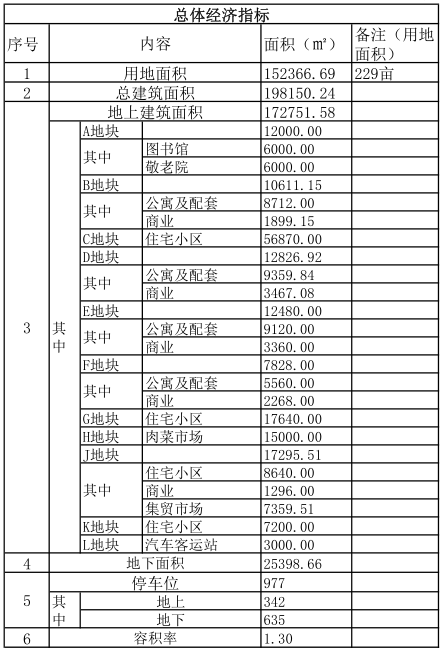 总体经济指标
序号 内容 面积（㎡） 备注（用地面积）
1 用地面积 152366.69 229亩
2 总建筑面积 198150.24
3 地上建筑面积 172751.58
其中
A地块 12000.00
其中 图书馆 6000.00
敬老院 6000.00
B地块 10611.15
其中 公寓及配套 8712.00
商业 1899.15
C地块 住宅小区 56870.00
D地块 12826.92
其中 公寓及配套 9359.84
商业 3467.08
E地块 12480.00
其中 公寓及配套 9120.00
商业 3360.00
F地块 7828.00
其中 公寓及配套 5560.00
商业 2268.00
G地块 住宅小区 17640.00
H地块 肉菜市场 15000.00
J地块 17295.51
其中 住宅小区 8640.00
商业 1296.00
集贸市场 7359.51
K地块 住宅小区 7200.00
L地块 汽车客运站 3000.00
4 地下面积 25398.66
5 停车位 977
其中 地上 342
地下 635
6 容积率 1.30